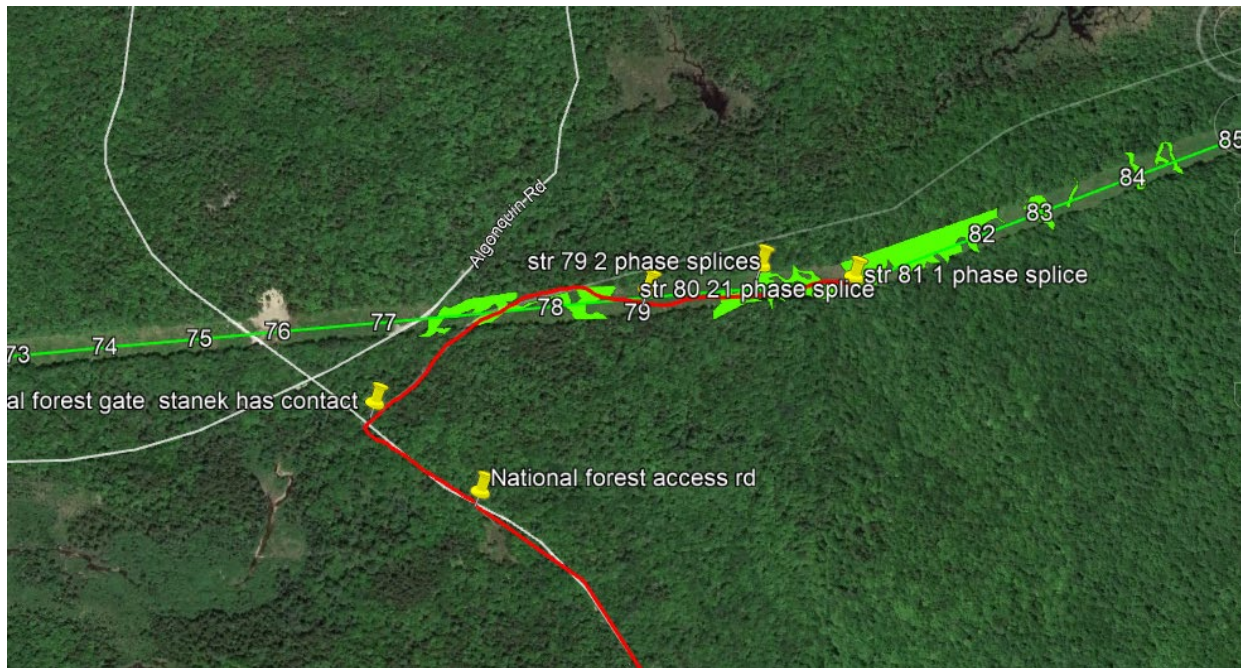 Algonquin Rd
85
84
83
82
str 79 2 phase splices
str 81 1 phase splice
str 80 21 phase splice
78
79
77
76
75
74
73
al forest gate stanek has contact
National forest access rd